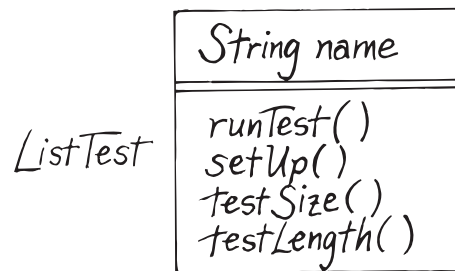 String name
ListTest
runTest()
setUp()
testSize()
testLength()